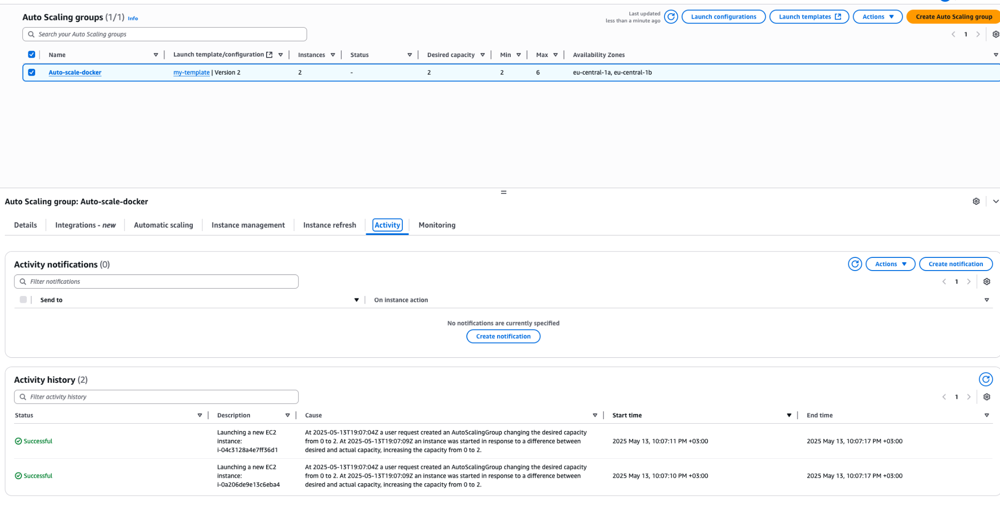 Auto Scaling groups (1/1) Info
Last updated
less than a minute ago
Launch configurations
Launch templates
Actions
Create Auto Scaling group
Search your Auto Scaling groups
1
Name Launch template/configuration Instances Status Desired capacity Min Max Availability Zones
Auto-scale-docker my-template | Version 2 2 - 2 2 6 eu-central-1a, eu-central-1b
Auto Scaling group: Auto-scale-docker
Details Integrations - new Automatic scaling Instance management Instance refresh Activity Monitoring
Activity notifications (0)
Actions
Create notification
Filter notifications
1
Send to On instance action
No notifications are currently specified
Create notification
Activity history (2)
Filter activity history
1
Status Description Cause Start time End time
Successful
Launching a new EC2
instance:
i-04c3128a4e7ff36d1
At 2025-05-13T19:07:04Z a user request created an AutoScalingGroup changing the desired capacity
from 0 to 2. At 2025-05-13T19:07:09Z an instance was started in response to a difference between
desired and actual capacity, increasing the capacity from 0 to 2.
2025 May 13, 10:07:11 PM +03:00
2025 May 13, 10:07:17 PM +03:00
Successful
Launching a new EC2
instance:
i-0a206de9e13c6eba4
At 2025-05-13T19:07:04Z a user request created an AutoScalingGroup changing the desired capacity
from 0 to 2. At 2025-05-13T19:07:09Z an instance was started in response to a difference between
desired and actual capacity, increasing the capacity from 0 to 2.
2025 May 13, 10:07:10 PM +03:00
2025 May 13, 10:07:17 PM +03:00